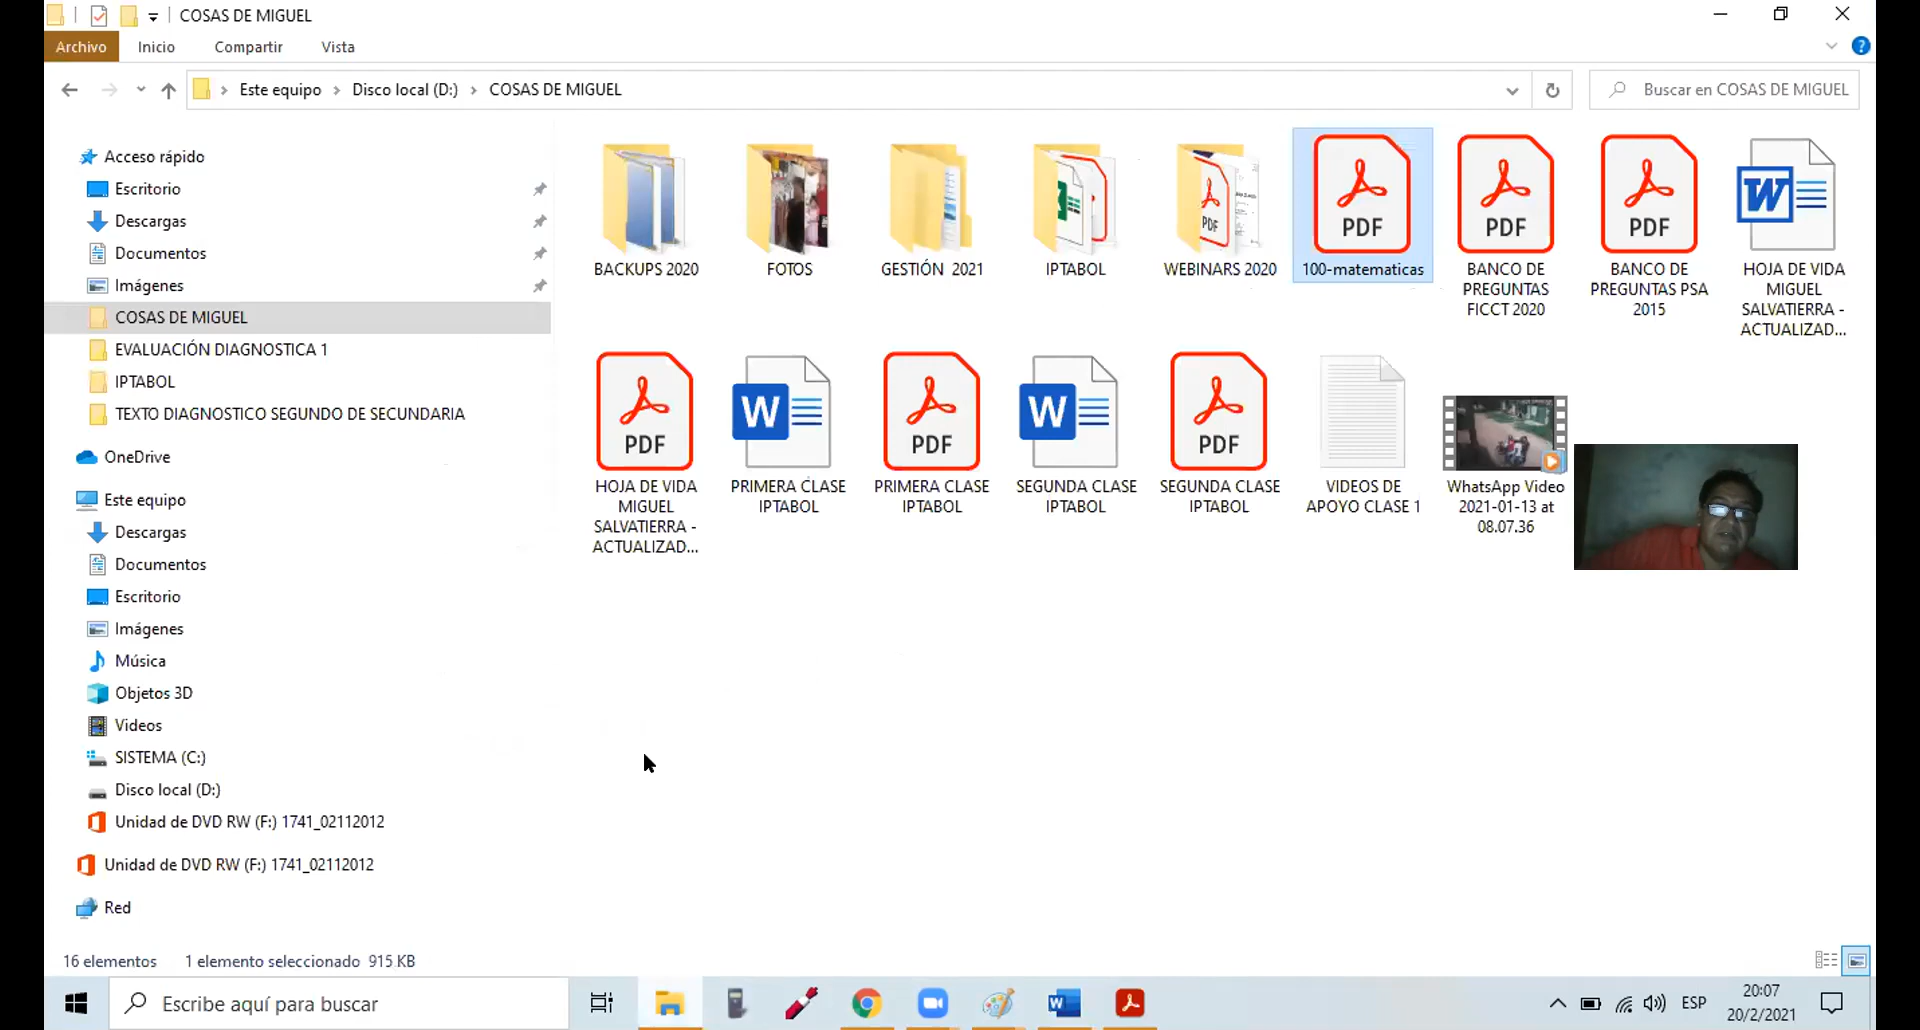 COSAS DE MIGUEL
Archivo Inicio Compartir Vista
Este equipo Disco local (D:) COSAS DE MIGUEL
Buscar en COSAS DE MIGUEL
Acceso rápido
Escritorio
Descargas
Documentos
Imágenes
COSAS DE MIGUEL
EVALUACIÓN DIAGNOSTICA 1
IPTABOL
TEXTO DIAGNOSTICO SEGUNDO DE SECUNDARIA
OneDrive
Este equipo
Descargas
Documentos
Escritorio
Imágenes
Música
Objetos 3D
Videos
SISTEMA (C:)
Disco local (D:)
Unidad de DVD RW (F:) 1741_02112012
Unidad de DVD RW (F:) 1741_02112012
Red
BACKUPS 2020
FOTOS
GESTIÓN 2021
IPTABOL
PDF
WEBINARS 2020
PDF
100-matematicas
PDF
BANCO DE
PREGUNTAS
FICCT 2020
PDF
BANCO DE
PREGUNTAS PSA
2015
W
HOJA DE VIDA
MIGUEL
SALVATIERRA -
ACTUALIZAD...
PDF
HOJA DE VIDA
MIGUEL
SALVATIERRA -
ACTUALIZAD...
W
PRIMERA CLASE
IPTABOL
PDF
PRIMERA CLASE
IPTABOL
W
SEGUNDA CLASE
IPTABOL
PDF
SEGUNDA CLASE
IPTABOL
VIDEOS DE
APOYO CLASE 1
WhatsApp Video
2021-01-13 at
08.07.36
16 elementos 1 elemento seleccionado 915 KB
Escribe aquí para buscar
ESP
20:07
20/2/2021